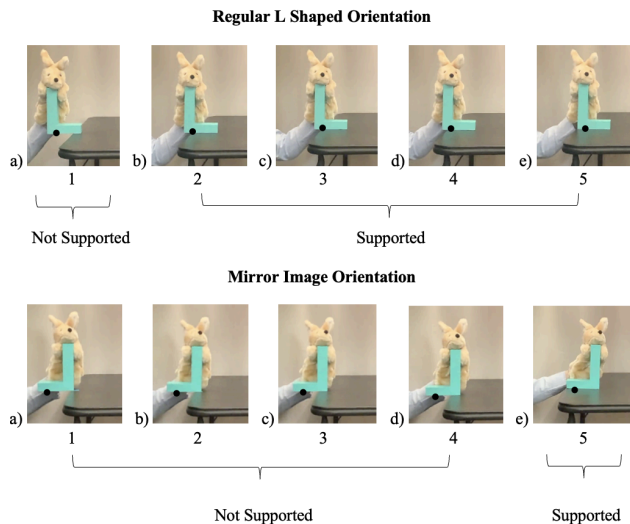 Regular L Shaped Orientation
a) b) c) d) e)
1 2 3 4 5
Not Supported Supported
Mirror Image Orientation
a) b) c) d) e)
1 2 3 4 5
Not Supported Supported